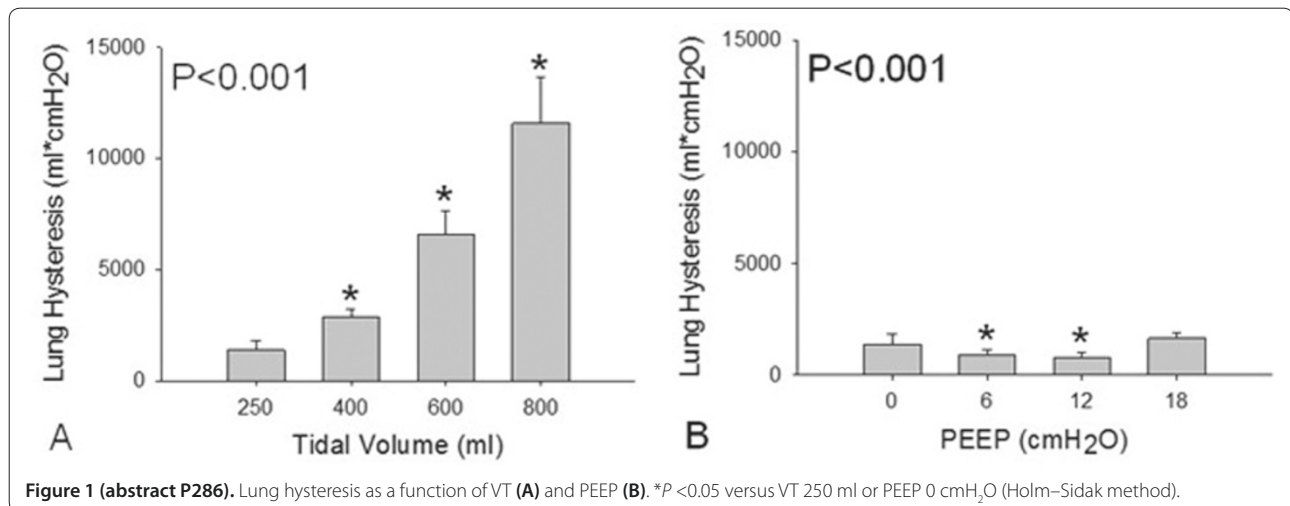 15000
P<0.001
10000
5000
0
Lung Hysteresis (ml*cmH₂O)
*
*
*
250 400 600 800
Tidal Volume (ml)
A
15000
P<0.001
10000
5000
0
Lung Hysteresis (ml*cmH₂O)
*
*
0 6 12 18
PEEP (cmH₂O)
B
Figure 1 (abstract P286). Lung hysteresis as a function of VT (A) and PEEP (B). *P <0.05 versus VT 250 ml or PEEP 0 cmH₂O (Holm–Sidak method).